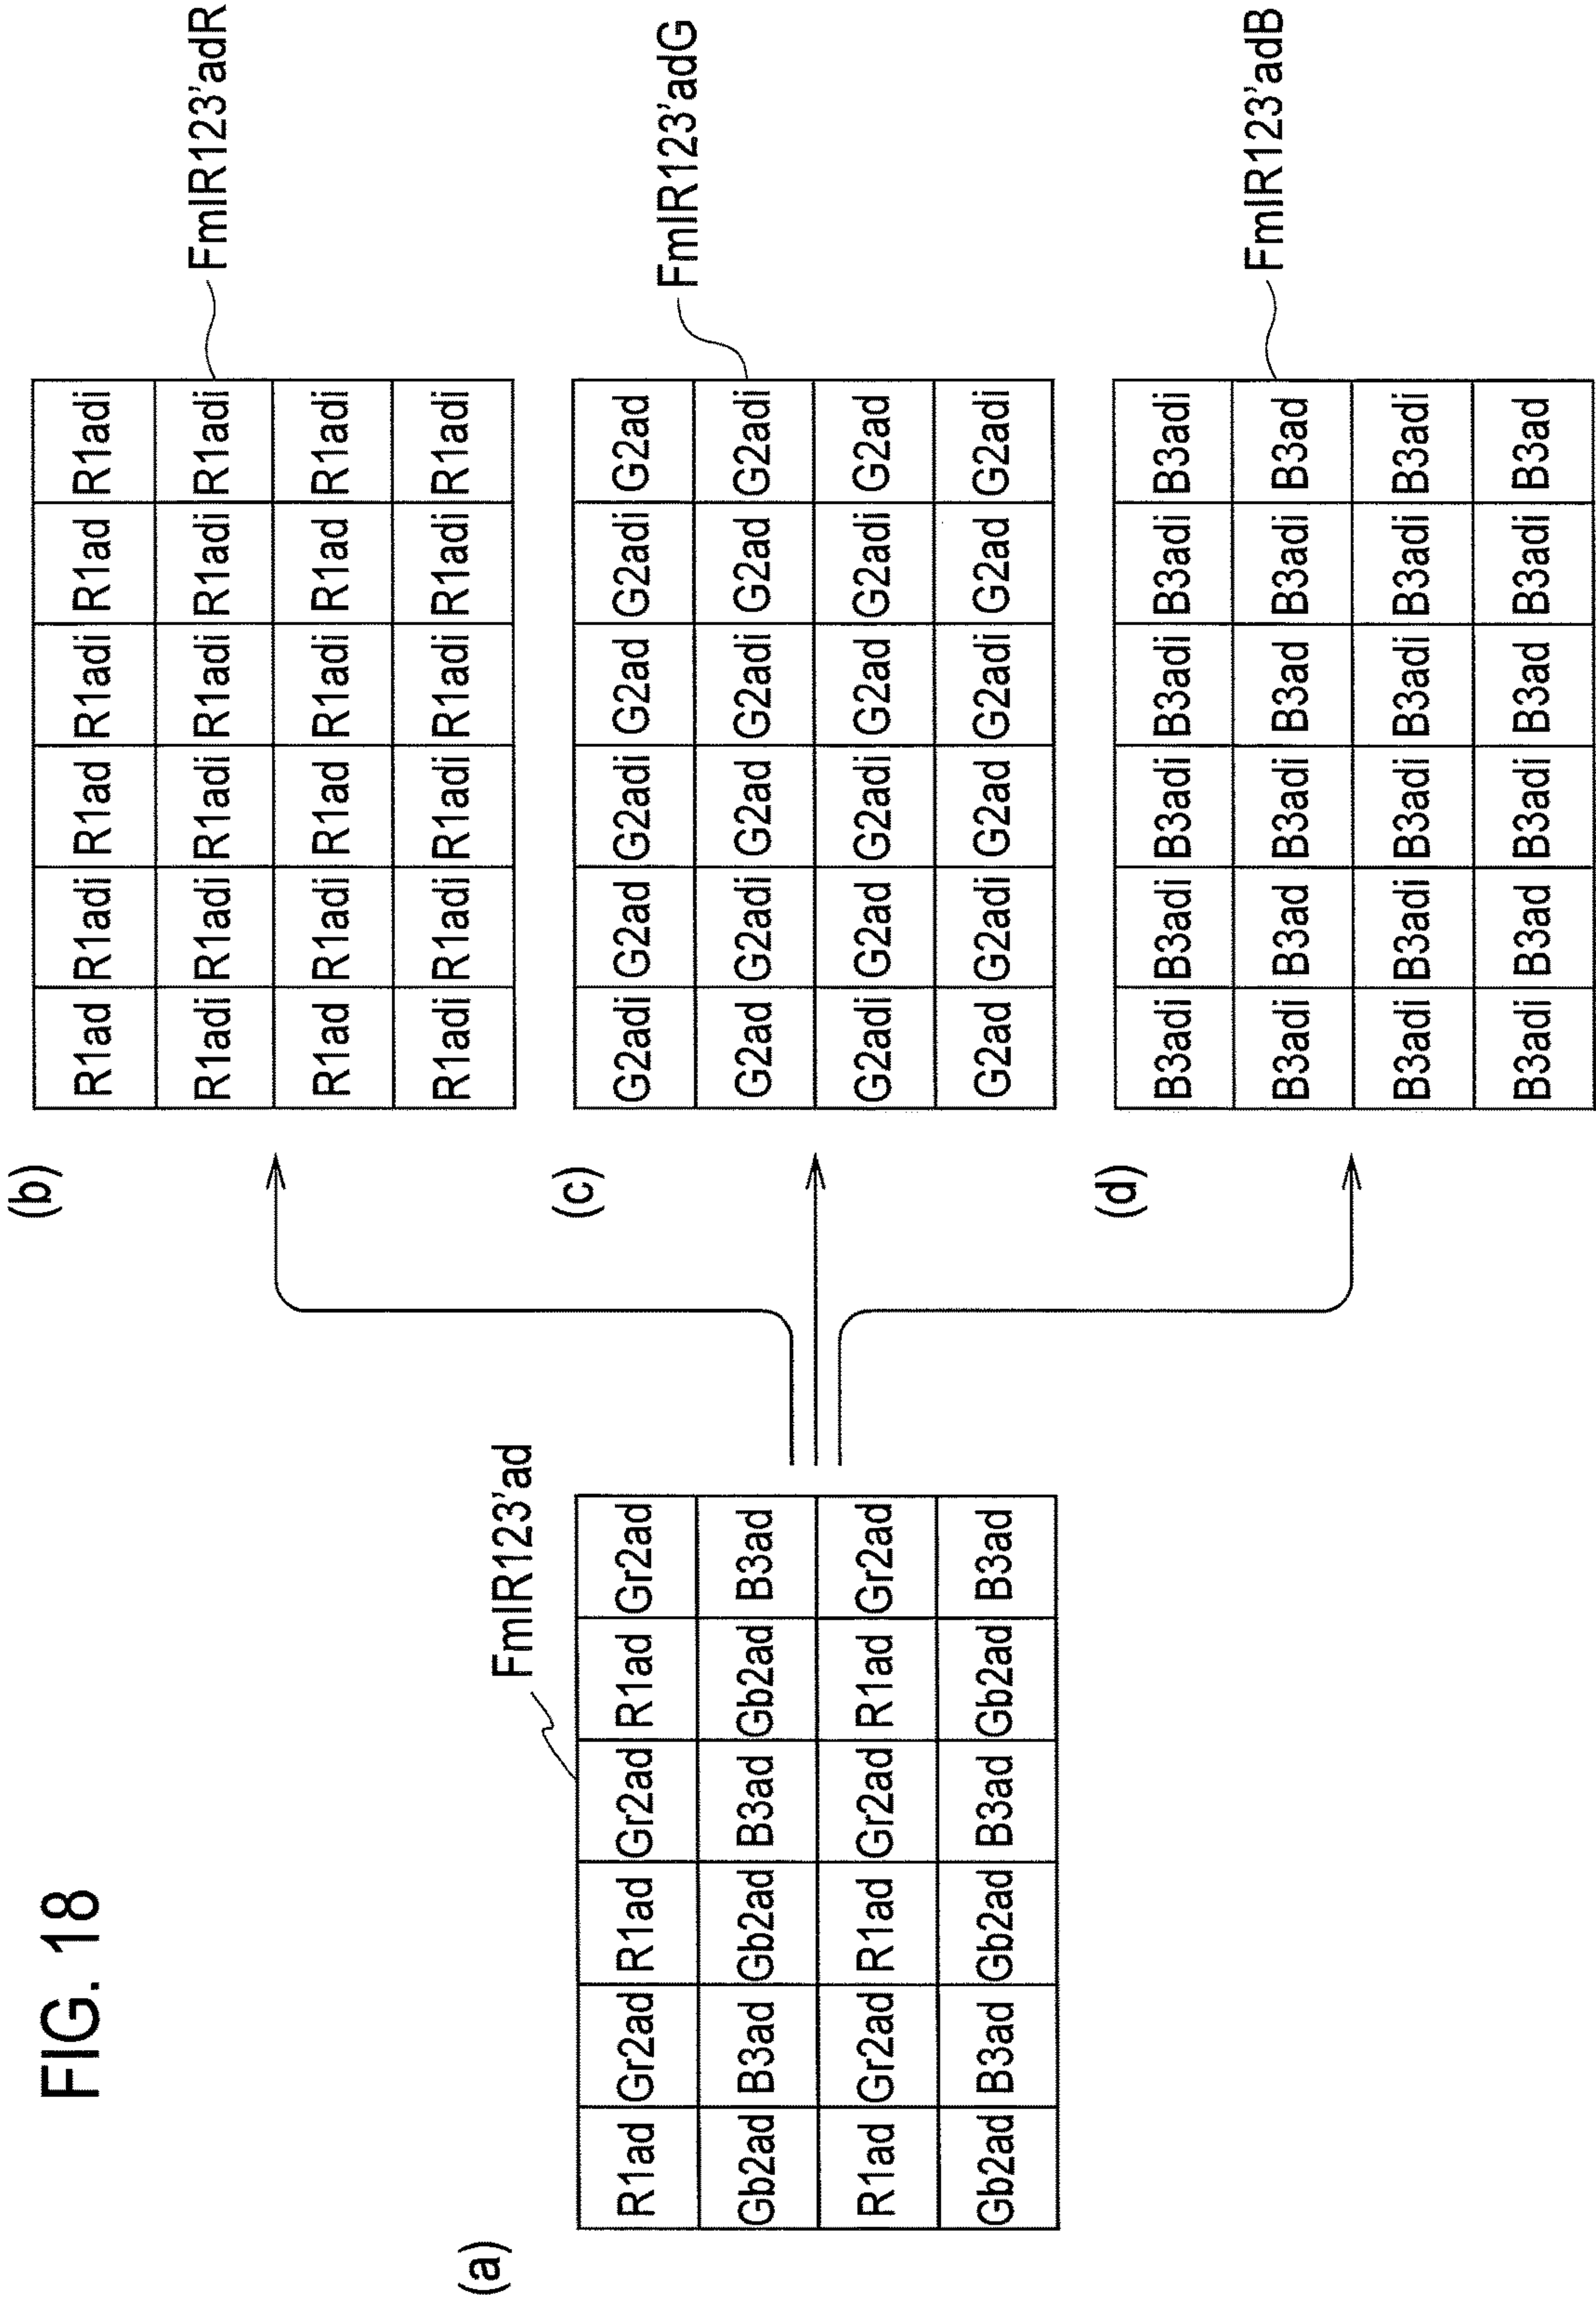 FIG. 18
(a)
FmIR123'ad
R1ad Gr2ad R1ad Gr2ad R1ad Gr2ad
Gb2ad B3ad Gb2ad B3ad Gb2ad B3ad
R1ad Gr2ad R1ad Gr2ad R1ad Gr2ad
Gb2ad B3ad Gb2ad B3ad Gb2ad B3ad
(b)
R1ad R1adi R1ad R1adi R1ad R1adi
R1adi R1adi R1adi R1adi R1adi R1adi
R1ad R1adi R1ad R1adi R1ad R1adi
R1adi R1adi R1adi R1adi R1adi R1adi
FmIR123'adR
(c)
G2adi G2ad G2adi G2ad G2adi G2ad
G2ad G2adi G2ad G2adi G2ad G2adi
G2adi G2ad G2adi G2ad G2adi G2ad
G2ad G2adi G2ad G2adi G2ad G2adi
FmIR123'adG
(d)
B3adi B3adi B3adi B3adi B3adi B3adi
B3adi B3ad B3adi B3ad B3adi B3ad
B3adi B3adi B3adi B3adi B3adi B3adi
B3adi B3ad B3adi B3ad B3adi B3ad
FmIR123'adB